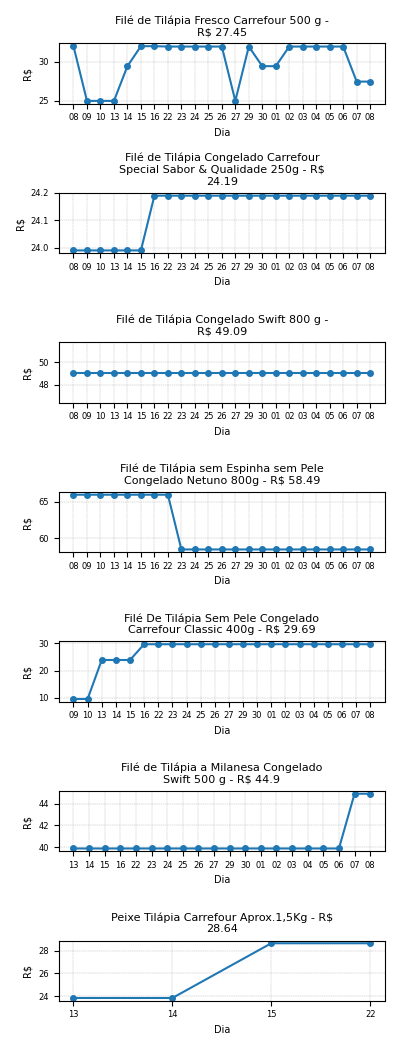 Filé de Tilápia Fresco Carrefour 500 g -
R$ 27.45
30
25
R$
08 09 10 13 14 15 16 22 23 24 25 26 27 29 30 01 02 03 04 05 06 07 08
Dia
Filé de Tilápia Congelado Carrefour
Special Sabor & Qualidade 250g - R$
24.19
24.2
24.1
24.0
R$
08 09 10 13 14 15 16 22 23 24 25 26 27 29 30 01 02 03 04 05 06 07 08
Dia
Filé de Tilápia Congelado Swift 800 g -
R$ 49.09
50
48
R$
08 09 10 13 14 15 16 22 23 24 25 26 27 29 30 01 02 03 04 05 06 07 08
Dia
Filé de Tilápia sem Espinha sem Pele
Congelado Netuno 800g - R$ 58.49
65
60
R$
08 09 10 13 14 15 16 22 23 24 25 26 27 29 30 01 02 03 04 05 06 07 08
Dia
Filé De Tilápia Sem Pele Congelado
Carrefour Classic 400g - R$ 29.69
30
20
10
R$
09 10 13 14 15 16 22 23 24 25 26 27 29 30 01 02 03 04 05 06 07 08
Dia
Filé de Tilápia a Milanesa Congelado
Swift 500 g - R$ 44.9
44
42
40
R$
13 14 15 16 22 23 24 25 26 27 29 30 01 02 03 04 05 06 07 08
Dia
Peixe Tilápia Carrefour Aprox.1,5Kg - R$
28.64
28
26
24
R$
13 14 15 22
Dia